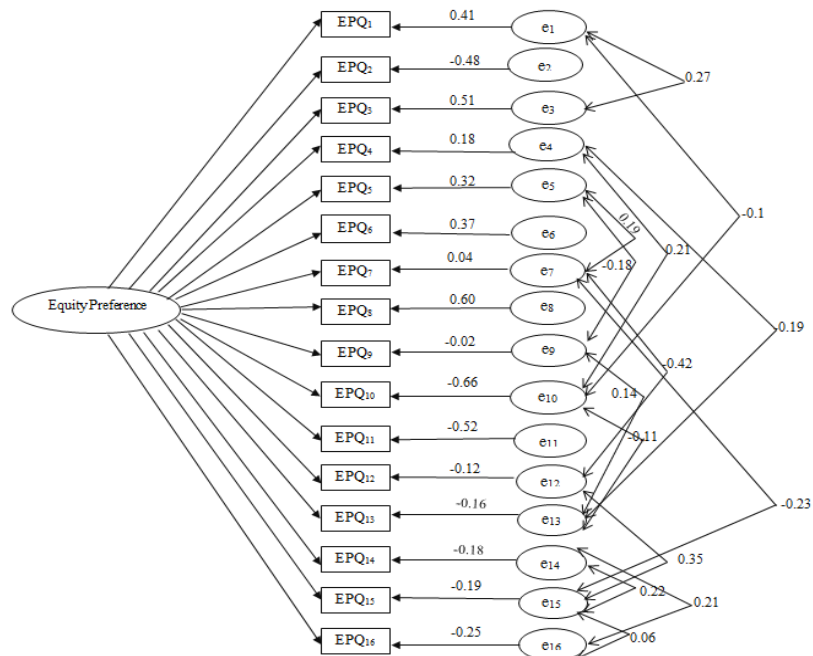 EPQ1 0.41 e1
EPQ2 -0.48 e2
0.27
EPQ3 0.51 e3
EPQ4 0.18 e4
EPQ5 0.32 e5
-0.1
EPQ6 0.37 e6 0.19
0.21
EPQ7 0.04 e7 -0.18
Equity Preference
EPQ8 0.60 e8
-0.19
EPQ9 -0.02 e9
-0.42
EPQ10 -0.66 e10 0.14
EPQ11 -0.52 e11 -0.11
EPQ12 -0.12 e12
-0.23
EPQ13 -0.16 e13
EPQ14 -0.18 e14 0.35
EPQ15 -0.19 e15 0.22 0.21
EPQ16 -0.25 e16 0.06